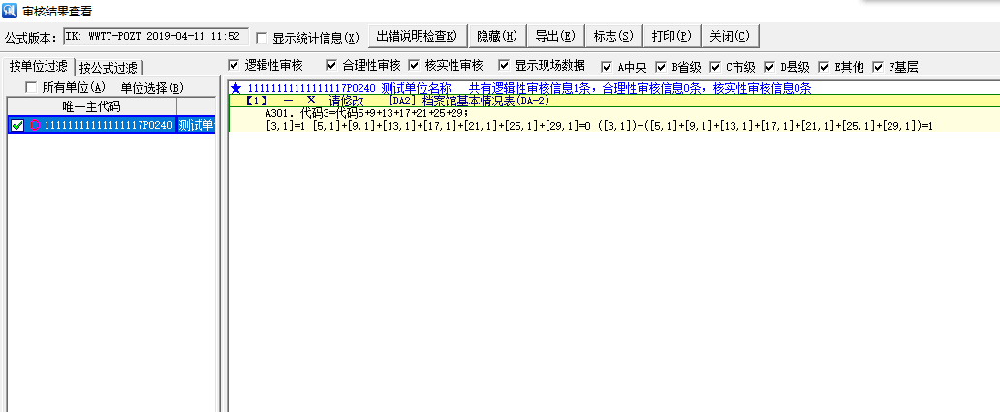 审核结果查看
公式版本: IK: WWTT-POZT 2019-04-11 11:52 显示统计信息(X) 出错说明检查K) 隐藏(H) 导出(E) 标志(S) 打印(P) 关闭(C)
按单位过滤 按公式过滤 逻辑性审核 合理性审核 核实性审核 显示现场数据 A中央 B省级 C市级 D县级 E其他 F基层
所有单位(A) 单位选择(B)
唯一主代码
11111111111111117P0240 测试单
★ 11111111111111117P0240 测试单位名称 共有逻辑性审核信息1条,合理性审核信息0条,核实性审核信息0条
【1】 － X 请修改 [DA2] 档案馆基本情况表(DA-2)
A301. 代码3=代码5+9+13+17+21+25+29;
[3,1]=1 [5,1]+[9,1]+[13,1]+[17,1]+[21,1]+[25,1]+[29,1]=0 ([3,1])-([5,1]+[9,1]+[13,1]+[17,1]+[21,1]+[25,1]+[29,1])=1